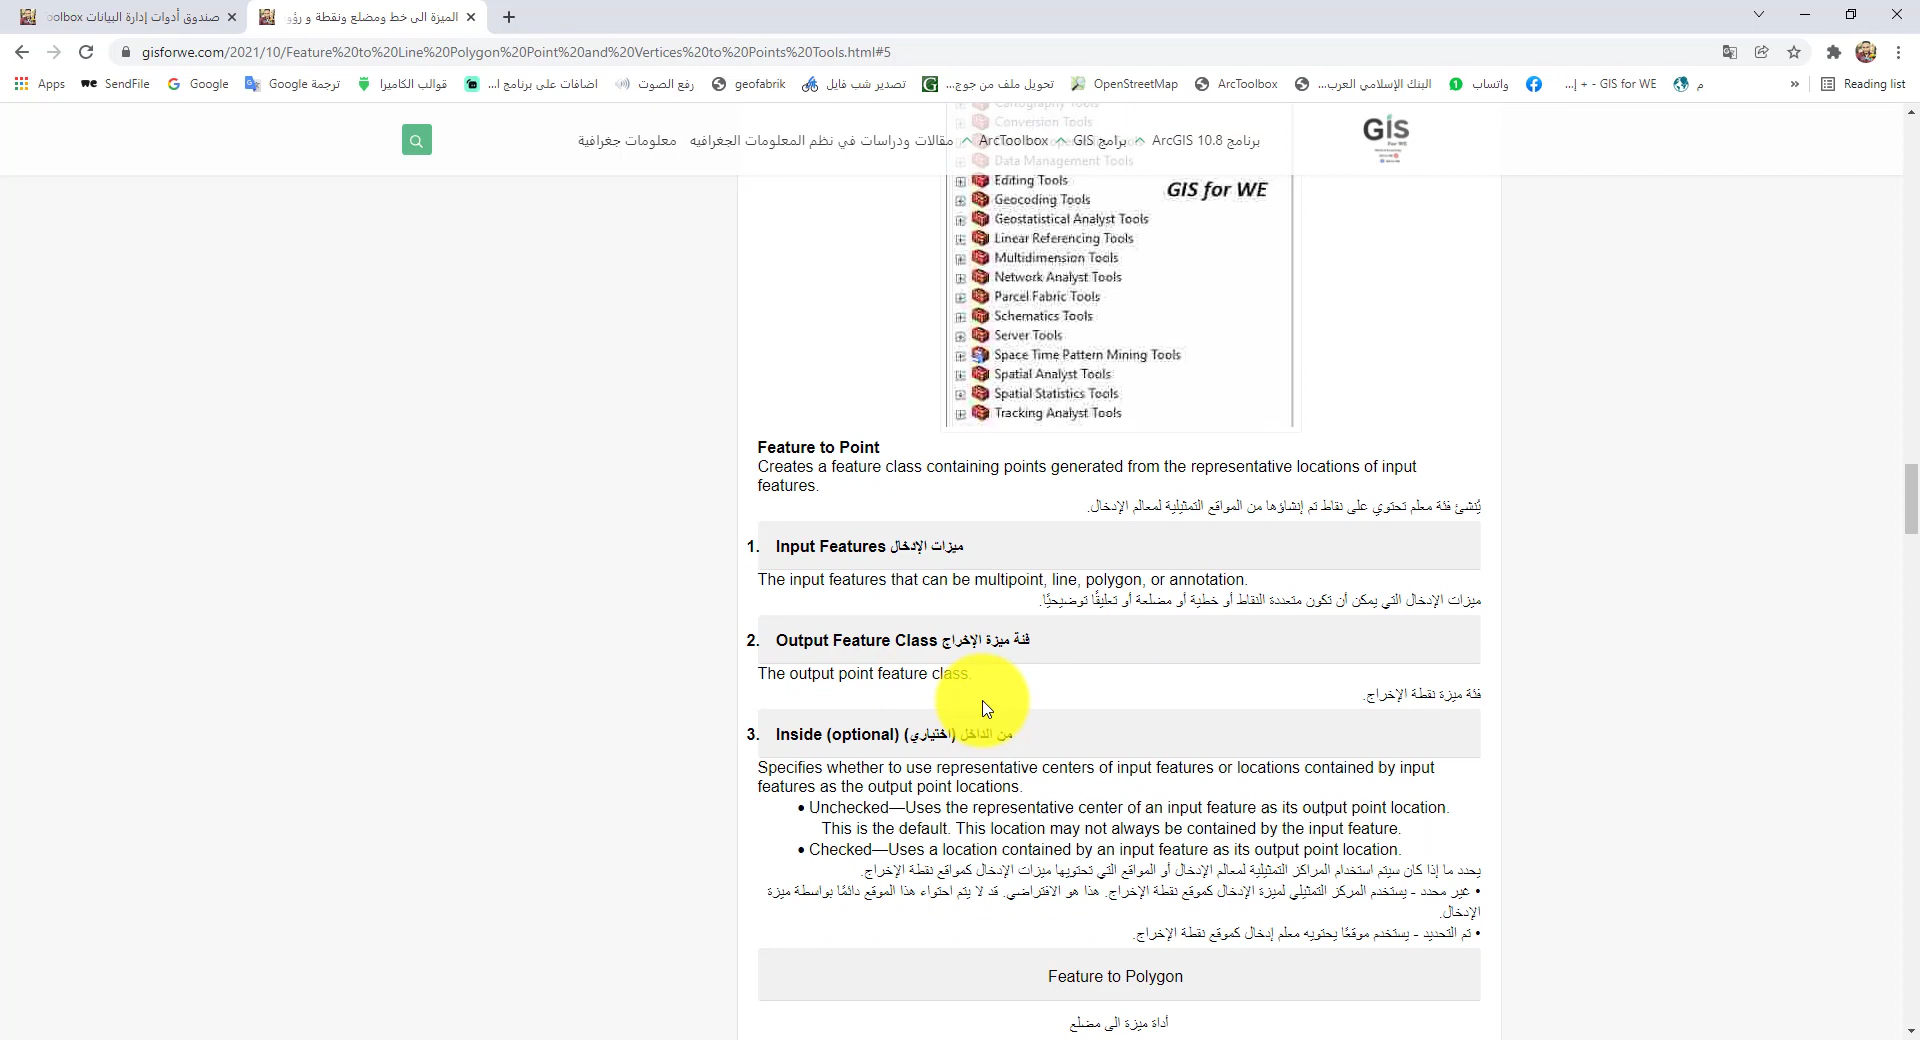 صندوق أدوات إدارة البيانات oolbox
الميزة الى خط ومضلع ونقطة و رؤو
gisforwe.com/2021/10/Feature%20to%20Line%20Polygon%20Point%20and%20Vertices%20to%20Points%20Tools.html#5
Apps
SendFile
Google
ترجمة Google
قوالب الكاميرا
اضافات على برنامج ا...
رفع الصوت
geofabrik
تصدير شب فايل
تحويل ملف من جوج...
OpenStreetMap
ArcToolbox
البنك الإسلامي العرب...
واتساب
GIS for WE - + |...
م
»
Reading list
Cartography Tools
Conversion Tools
GIS
For WE
برنامج ArcGIS 10.8
برامج GIS
ArcToolbox
مقالات ودراسات في نظم المعلومات الجغرافيه
معلومات جغرافية
Data Management Tools
Editing Tools
GIS for WE
Geocoding Tools
Geostatistical Analyst Tools
Linear Referencing Tools
Multidimension Tools
Network Analyst Tools
Parcel Fabric Tools
Schematics Tools
Server Tools
Space Time Pattern Mining Tools
Spatial Analyst Tools
Spatial Statistics Tools
Tracking Analyst Tools
Feature to Point
Creates a feature class containing points generated from the representative locations of input
features.
يُنشئ فئة معلم تحتوي على نقاط تم إنشاؤها من المواقع التمثيلية لمعالم الإدخال.
1. Input Features ميزات الإدخال
The input features that can be multipoint, line, polygon, or annotation.
ميزات الإدخال التي يمكن أن تكون متعددة النقاط أو خطية أو مضلعة أو تعليقًا توضيحيًا.
2. Output Feature Class فئة ميزة الإخراج
The output point feature class.
فئة ميزة نقطة الإخراج.
3. Inside (optional) من الداخل (اختياري)
Specifies whether to use representative centers of input features or locations contained by input
features as the output point locations.
• Unchecked—Uses the representative center of an input feature as its output point location.
This is the default. This location may not always be contained by the input feature.
• Checked—Uses a location contained by an input feature as its output point location.
يحدد ما إذا كان سيتم استخدام المراكز التمثيلية لمعالم الإدخال أو المواقع التي تحتويها ميزات الإدخال كمواقع نقطة الإخراج.
• غير محدد - يستخدم المركز التمثيلي لميزة الإدخال كموقع نقطة الإخراج. هذا هو الافتراضي. قد لا يتم احتواء هذا الموقع دائمًا بواسطة ميزة
الإدخال.
• تم التحديد - يستخدم موقعًا يحتويه معلم إدخال كموقع نقطة الإخراج.
Feature to Polygon
أداة ميزة الى مضلع